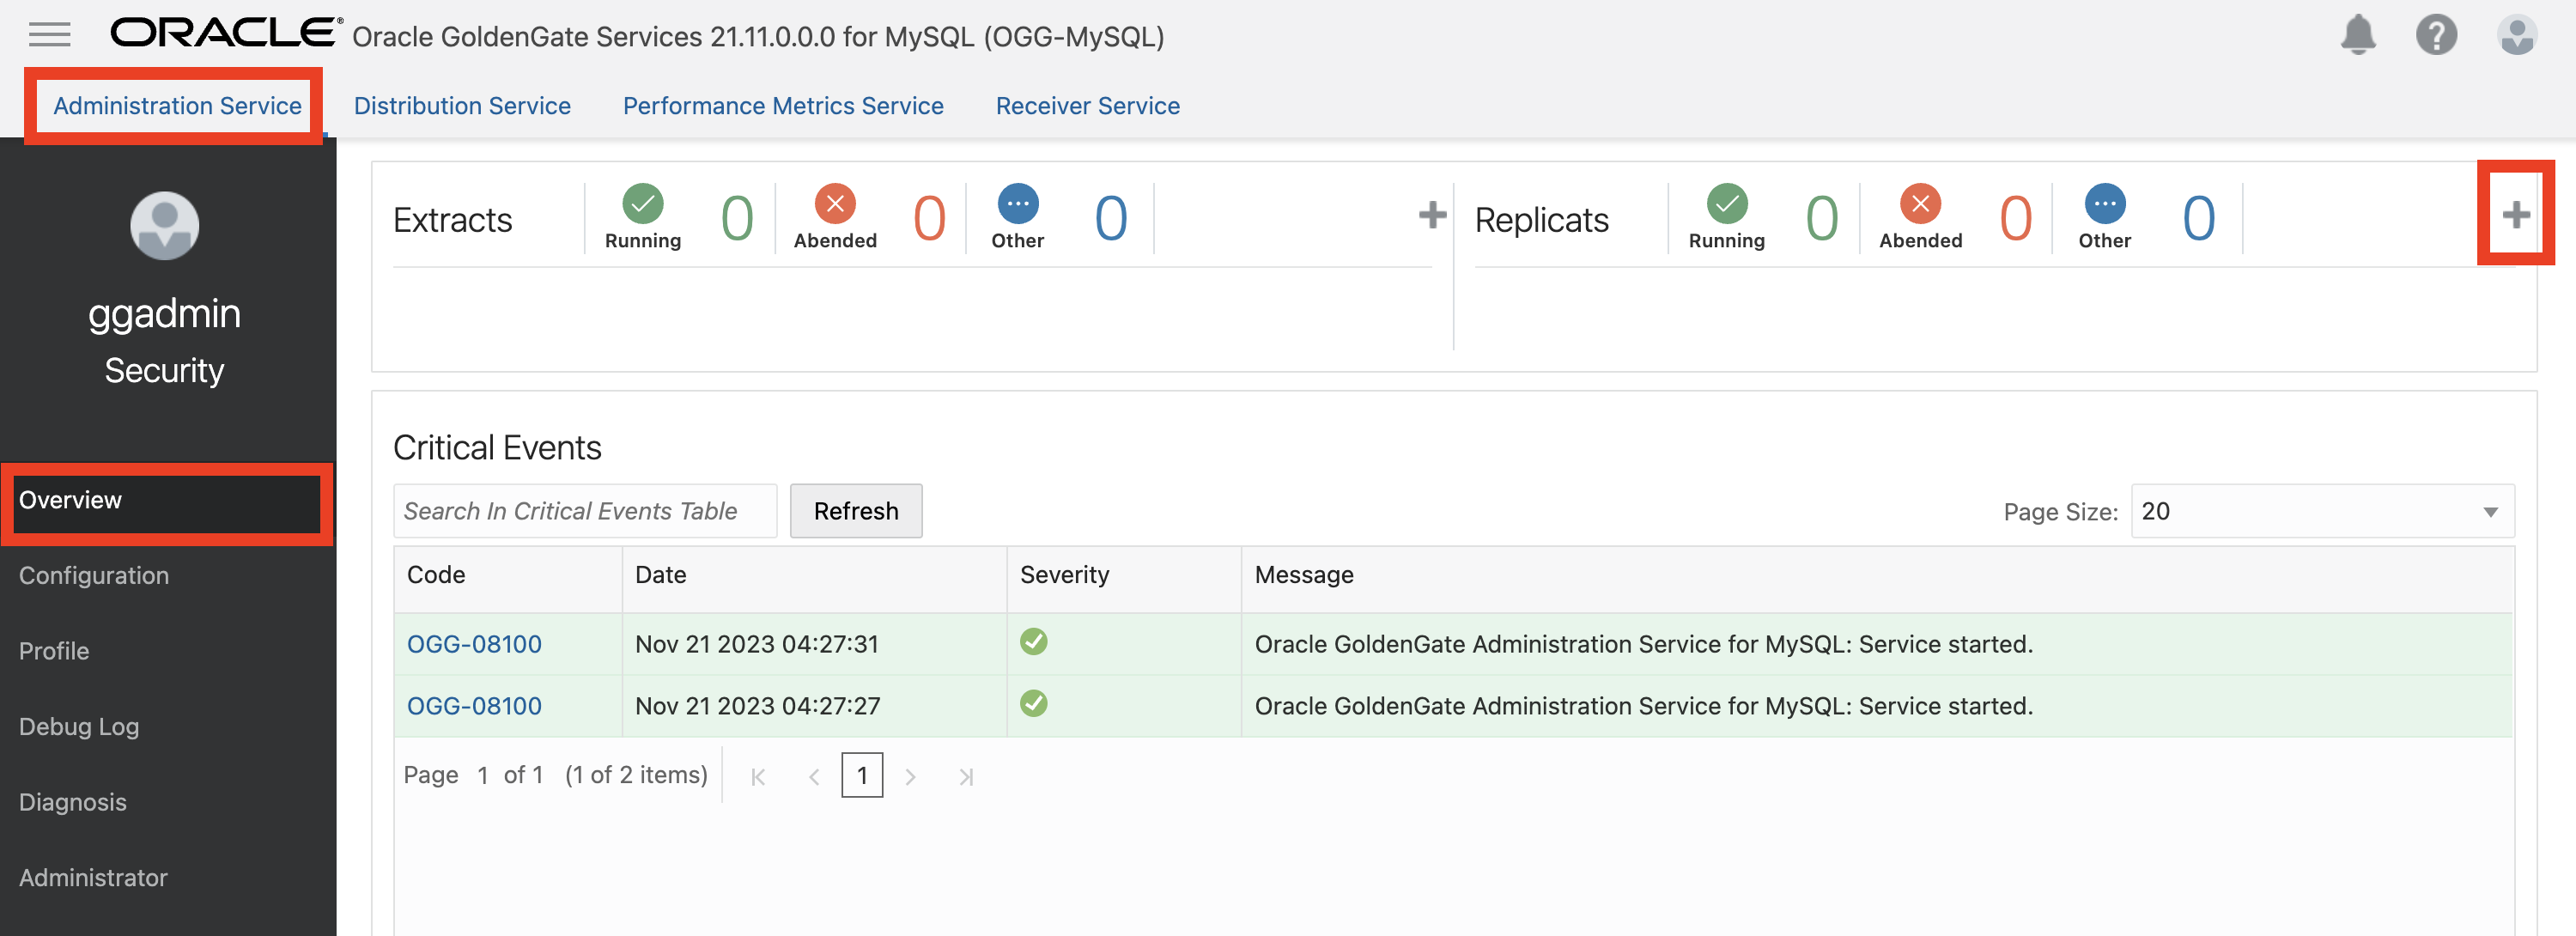 ORACLE® Oracle GoldenGate Services 21.11.0.0.0 for MySQL (OGG-MySQL)
Administration Service Distribution Service Performance Metrics Service Receiver Service
ggadmin
Security
Overview
Configuration
Profile
Debug Log
Diagnosis
Administrator
Extracts Running 0 Abended 0 Other 0
Replicats Running 0 Abended 0 Other 0
Critical Events
Search In Critical Events Table Refresh Page Size: 20
Code Date Severity Message
OGG-08100 Nov 21 2023 04:27:31 Oracle GoldenGate Administration Service for MySQL: Service started.
OGG-08100 Nov 21 2023 04:27:27 Oracle GoldenGate Administration Service for MySQL: Service started.
Page 1 of 1 (1 of 2 items) 1